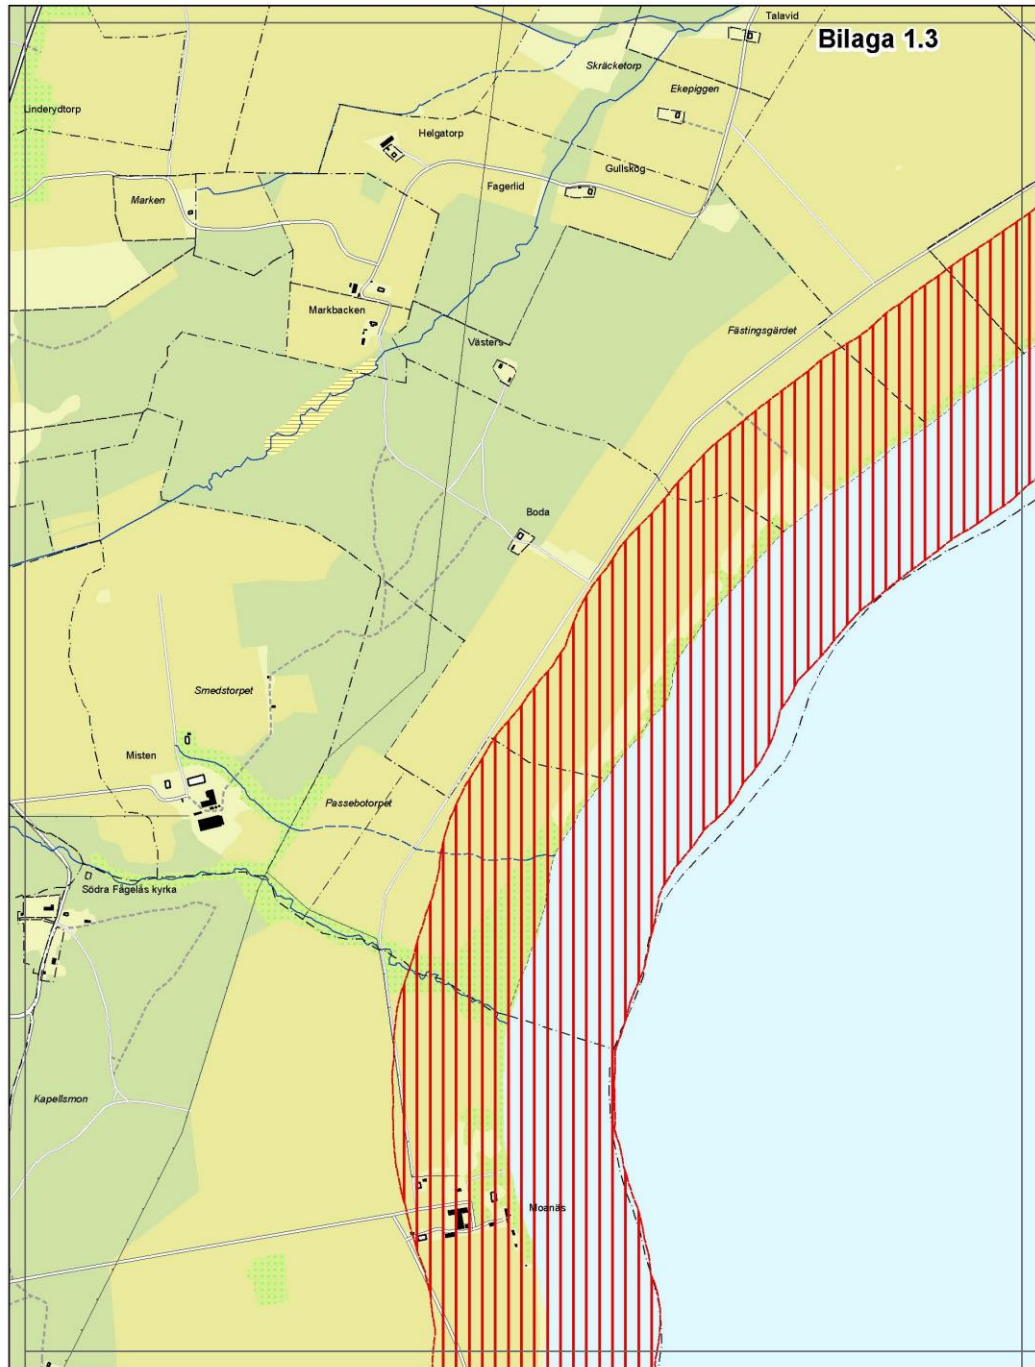 Talavid
Bilaga 1.3
Skräcketorp
Ekepiggen
Linderydtorp
Helgatorp
Gullskog
Fagerlid
Marken
Markbacken
Fästingsgärdet
Västers
Boda
Smedstorpet
Misten
Passebotorpet
Södra Fågelås kyrka
Kapellsmon
Moanäs